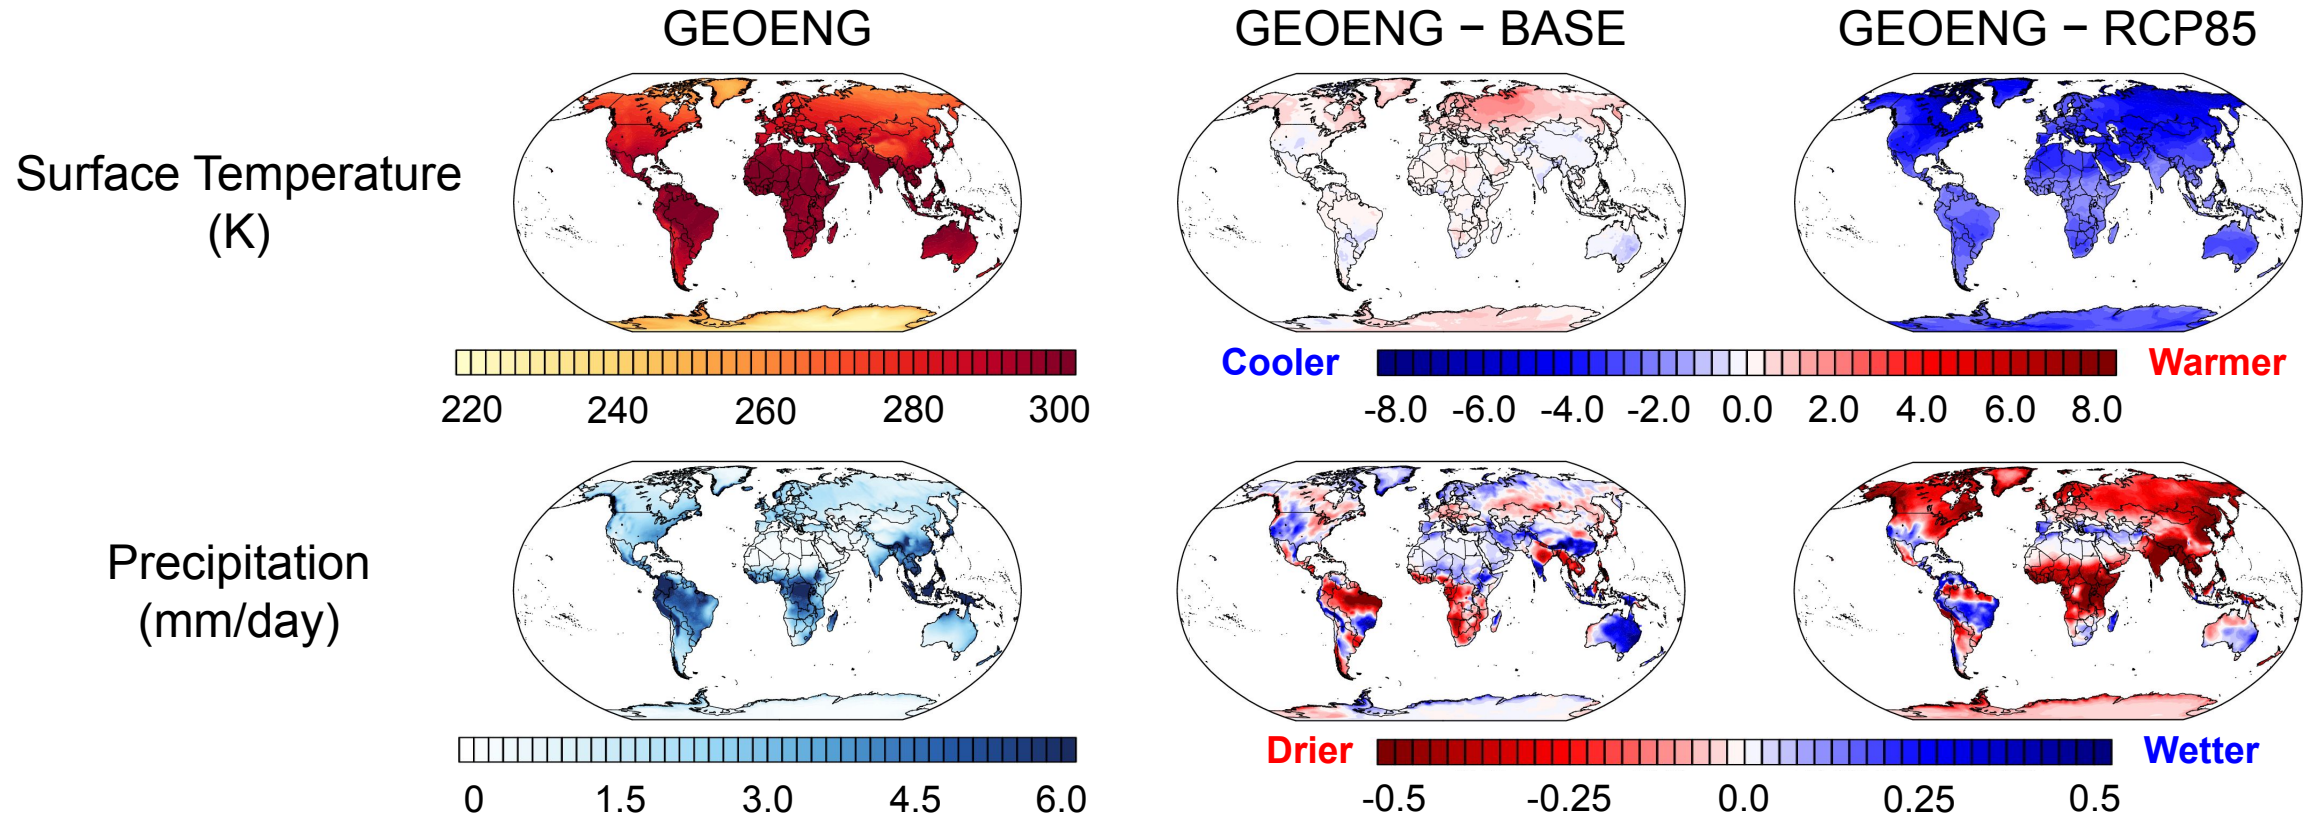 GEOENG
GEOENG − BASE
GEOENG − RCP85
Surface Temperature
(K)
Cooler
Warmer
220 240 260 280 300
-8.0 -6.0 -4.0 -2.0 0.0 2.0 4.0 6.0 8.0
Precipitation
(mm/day)
Drier
Wetter
0 1.5 3.0 4.5 6.0
-0.5 -0.25 0.0 0.25 0.5